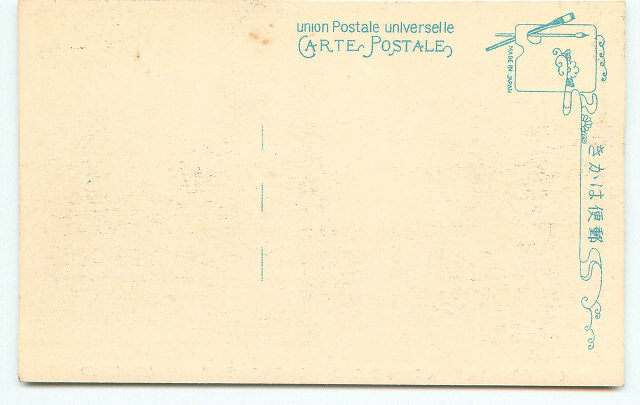 union Postale universelle
CARTE POSTALE
MADE IN JAPAN
きかは便郵